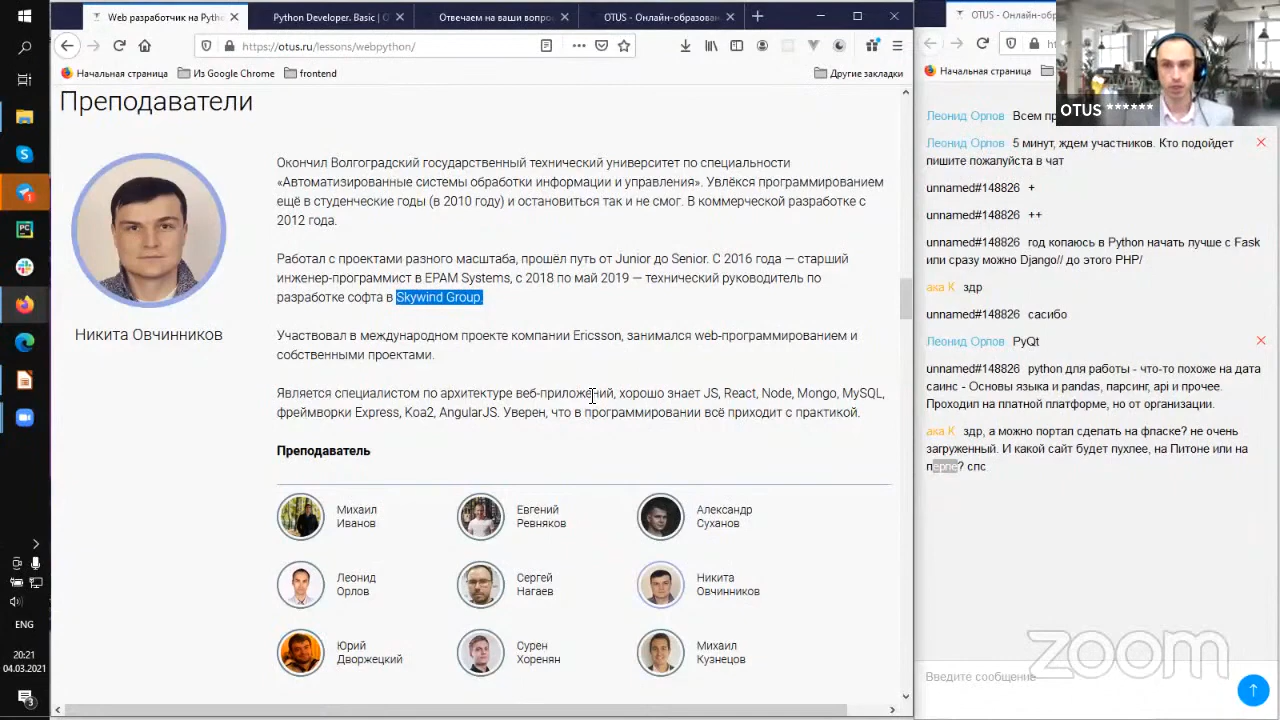 Web разработчик на Pytho
Python Developer. Basic | O
Отвечаем на ваши вопро
OTUS - Онлайн-образован
OTUS - Онлайн-обр
https://otus.ru/lessons/webpython/
Начальная страница
Из Google Chrome
frontend
Другие закладки
Начальная страница
OTUS ******
Преподаватели
Окончил Волгоградский государственный технический университет по специальности
«Автоматизированные системы обработки информации и управления». Увлёкся программированием
ещё в студенческие годы (в 2010 году) и остановиться так и не смог. В коммерческой разработке с
2012 года.
Работал с проектами разного масштаба, прошёл путь от Junior до Senior. С 2016 года — старший
инженер-программист в EPAM Systems, с 2018 по май 2019 — технический руководитель по
разработке софта в Skywind Group.
Никита Овчинников
Участвовал в международном проекте компании Ericsson, занимался web-программированием и
собственными проектами.
Является специалистом по архитектуре веб-приложений, хорошо знает JS, React, Node, Mongo, MySQL,
фреймворки Express, Koa2, AngularJS. Уверен, что в программировании всё приходит с практикой.
Преподаватель
Михаил
Иванов
Евгений
Ревняков
Александр
Суханов
Леонид
Орлов
Сергей
Нагаев
Никита
Овчинников
Юрий
Дворжецкий
Сурен
Хоренян
Михаил
Кузнецов
Леонид Орлов Всем пр
Леонид Орлов 5 минут, ждем участников. Кто подойдет
пишите пожалуйста в чат
unnamed#148826 +
unnamed#148826 ++
unnamed#148826 год копаюсь в Python начать лучше с Fask
или сразу можно Django// до этого PHP/
ака К здр
unnamed#148826 сасибо
Леонид Орлов PyQt
unnamed#148826 python для работы - что-то похоже на дата
саинс - Основы языка и pandas, парсинг, api и прочее.
Проходил на платной платформе, но от организации.
ака К здр, а можно портал сделать на фпаске? не очень
загруженный. И какой сайт будет пухлее, на Питоне или на
перпе? спс
Введите сообщение
zoom
ENG
20:21
04.03.2021
3